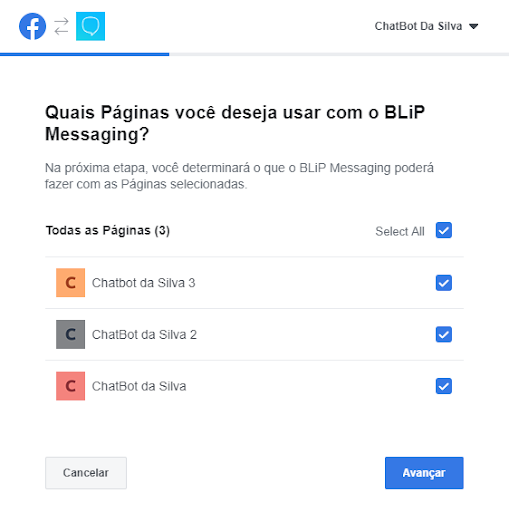 ChatBot Da Silva
Quais Páginas você deseja usar com o BLiP
Messaging?
Na próxima etapa, você determinará o que o BLiP Messaging poderá
fazer com as Páginas selecionadas.
Todas as Páginas (3) Select All
C Chatbot da Silva 3
C ChatBot da Silva 2
C ChatBot da Silva
Cancelar Avançar